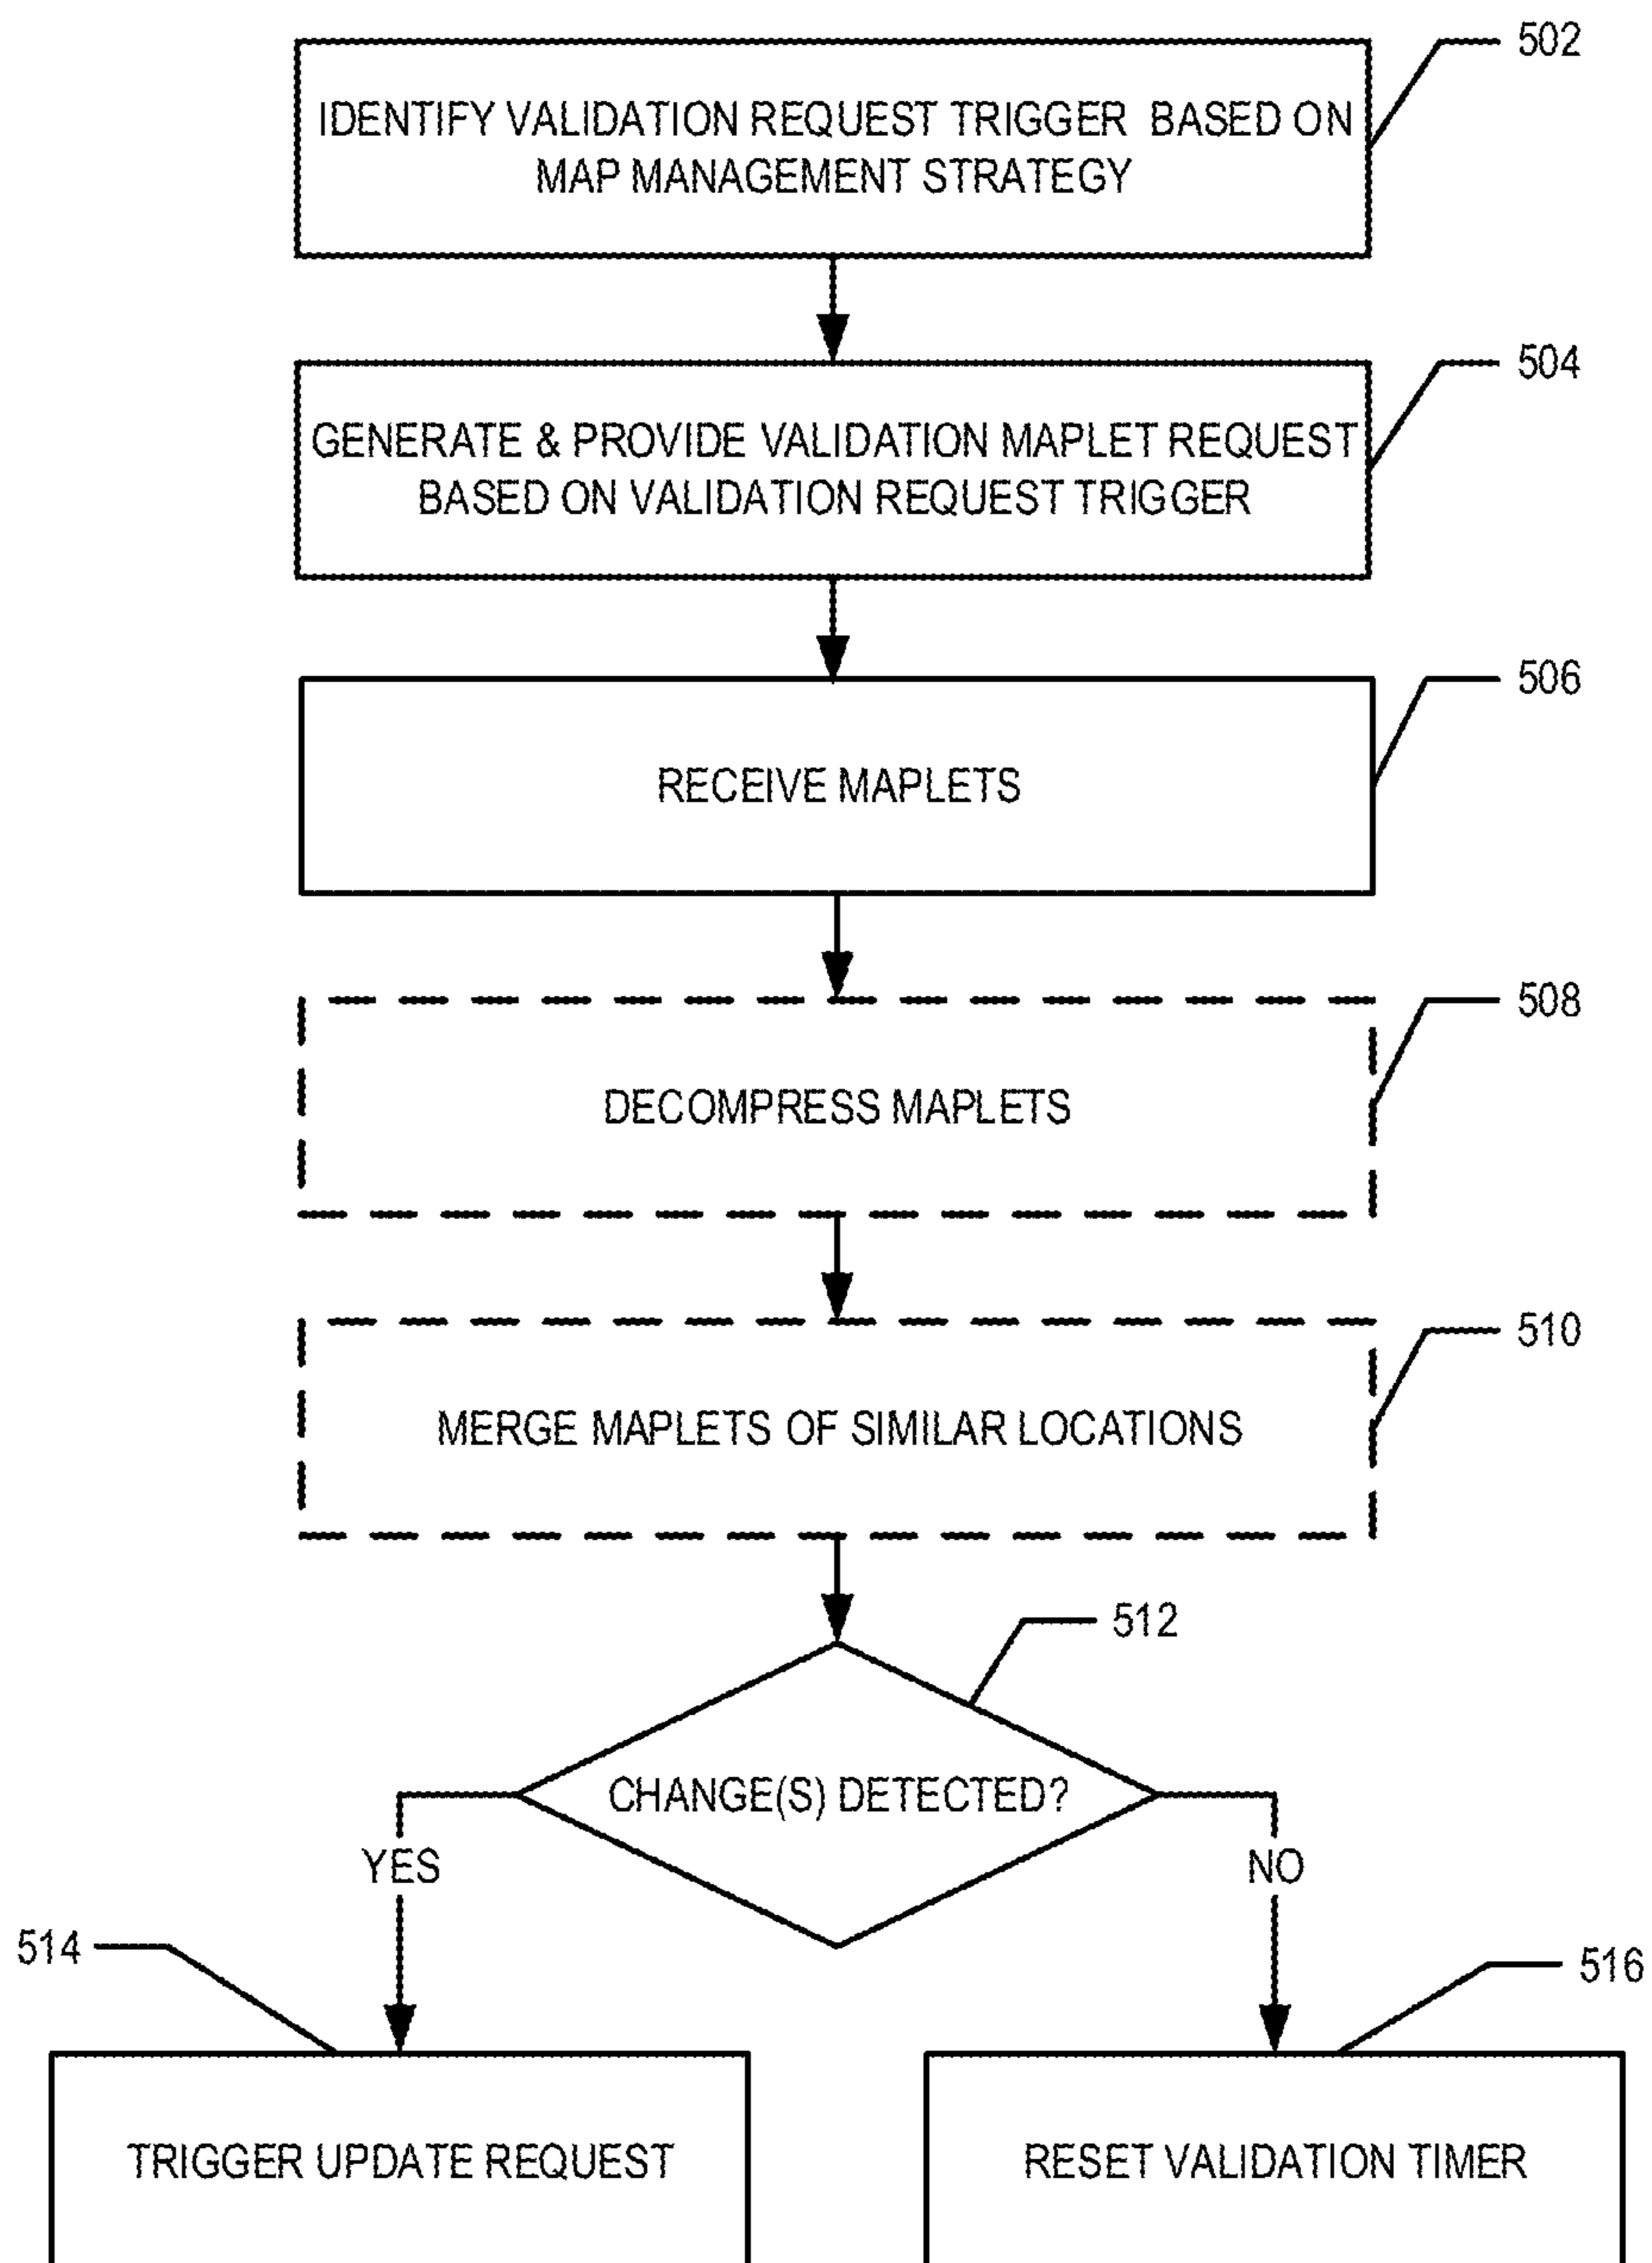 502
IDENTIFY VALIDATION REQUEST TRIGGER BASED ON
MAP MANAGEMENT STRATEGY
504
GENERATE & PROVIDE VALIDATION MAPLET REQUEST
BASED ON VALIDATION REQUEST TRIGGER
506
RECEIVE MAPLETS
508
DECOMPRESS MAPLETS
510
MERGE MAPLETS OF SIMILAR LOCATIONS
512
CHANGE(S) DETECTED?
YES
NO
514
516
TRIGGER UPDATE REQUEST
RESET VALIDATION TIMER